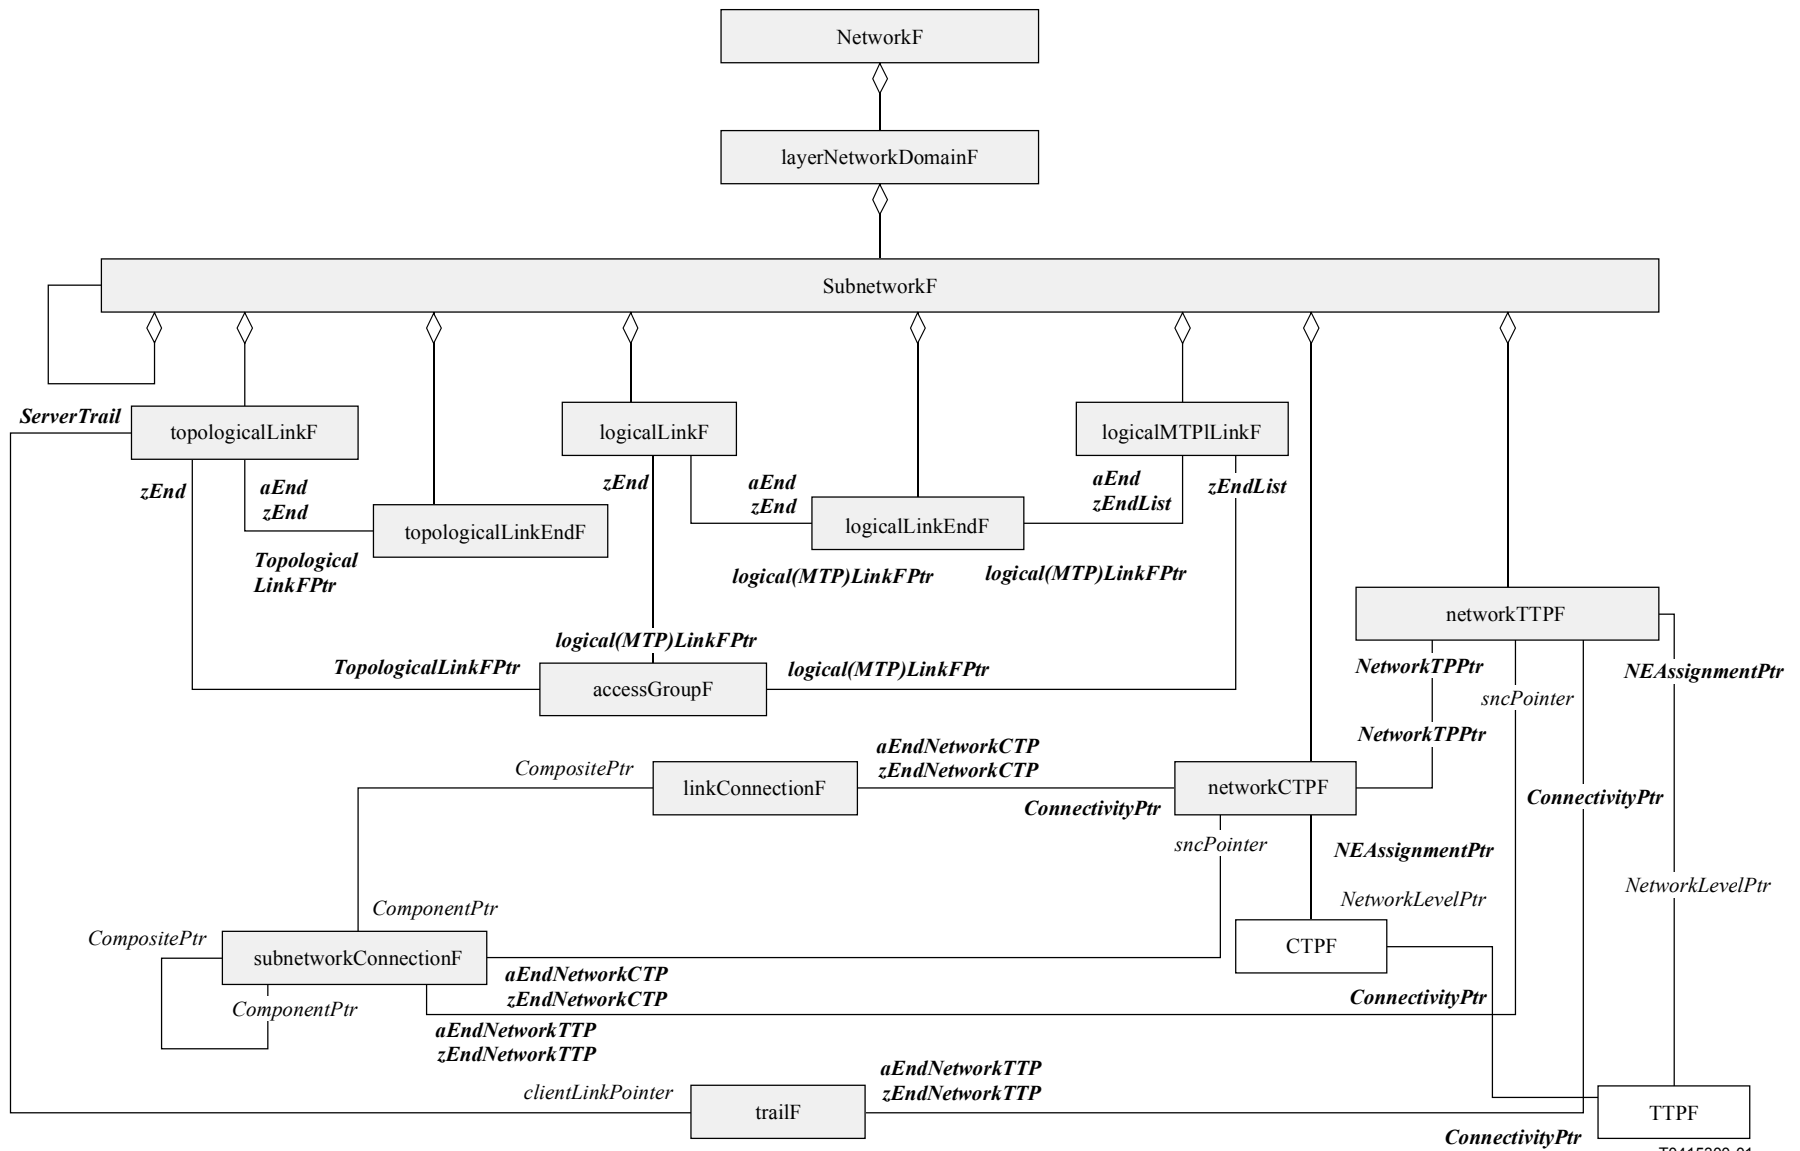 NetworkF
layerNetworkDomainF
SubnetworkF
ServerTrail
topologicalLinkF
logicalLinkF
logicalMTPlLinkF
zEnd
aEnd
zEnd
zEnd
aEnd
zEnd
aEnd
zEndList
zEndList
topologicalLinkEndF
logicalLinkEndF
Topological
LinkFPtr
logical(MTP)LinkFPtr
logical(MTP)LinkFPtr
networkTTPF
logical(MTP)LinkFPtr
TopologicalLinkFPtr
accessGroupF
logical(MTP)LinkFPtr
NetworkTPPtr
sncPointer
NEAssignmentPtr
NetworkTPPtr
CompositePtr
linkConnectionF
aEndNetworkCTP
zEndNetworkCTP
ConnectivityPtr
networkCTPF
ConnectivityPtr
sncPointer
NEAssignmentPtr
NetworkLevelPtr
NetworkLevelPtr
ComponentPtr
CompositePtr
subnetworkConnectionF
CTPF
aEndNetworkCTP
zEndNetworkCTP
ConnectivityPtr
ComponentPtr
aEndNetworkTTP
zEndNetworkTTP
clientLinkPointer
trailF
aEndNetworkTTP
zEndNetworkTTP
TTPF
ConnectivityPtr